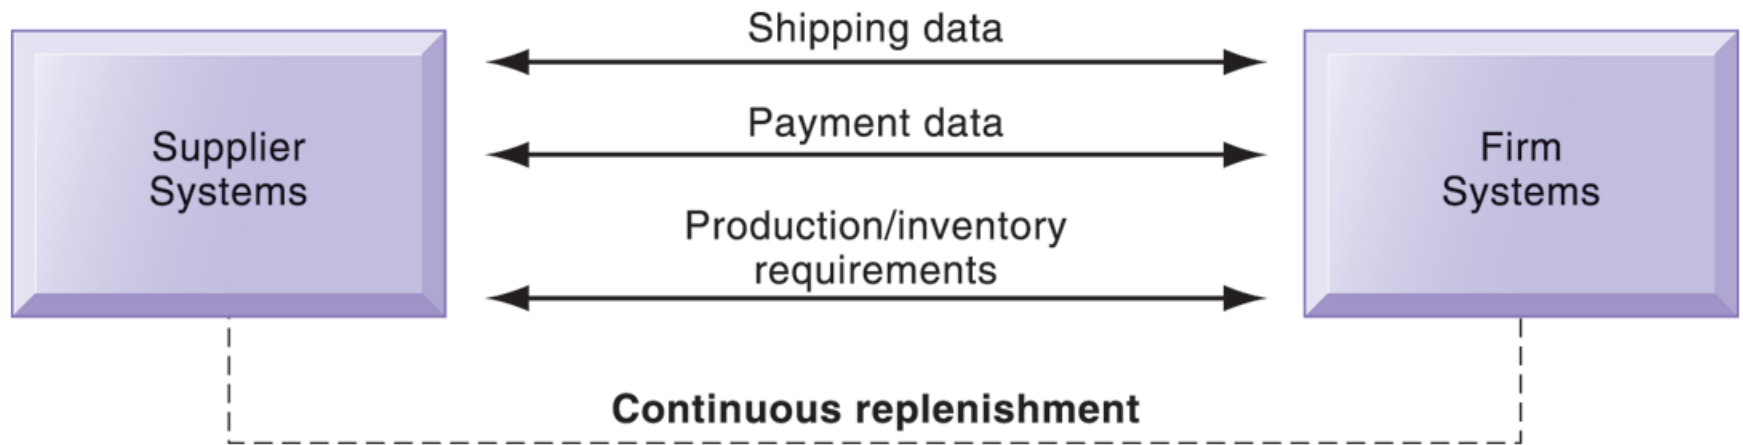 Shipping data
Payment data
Supplier
Systems
Firm
Systems
Production/inventory
requirements
Continuous replenishment